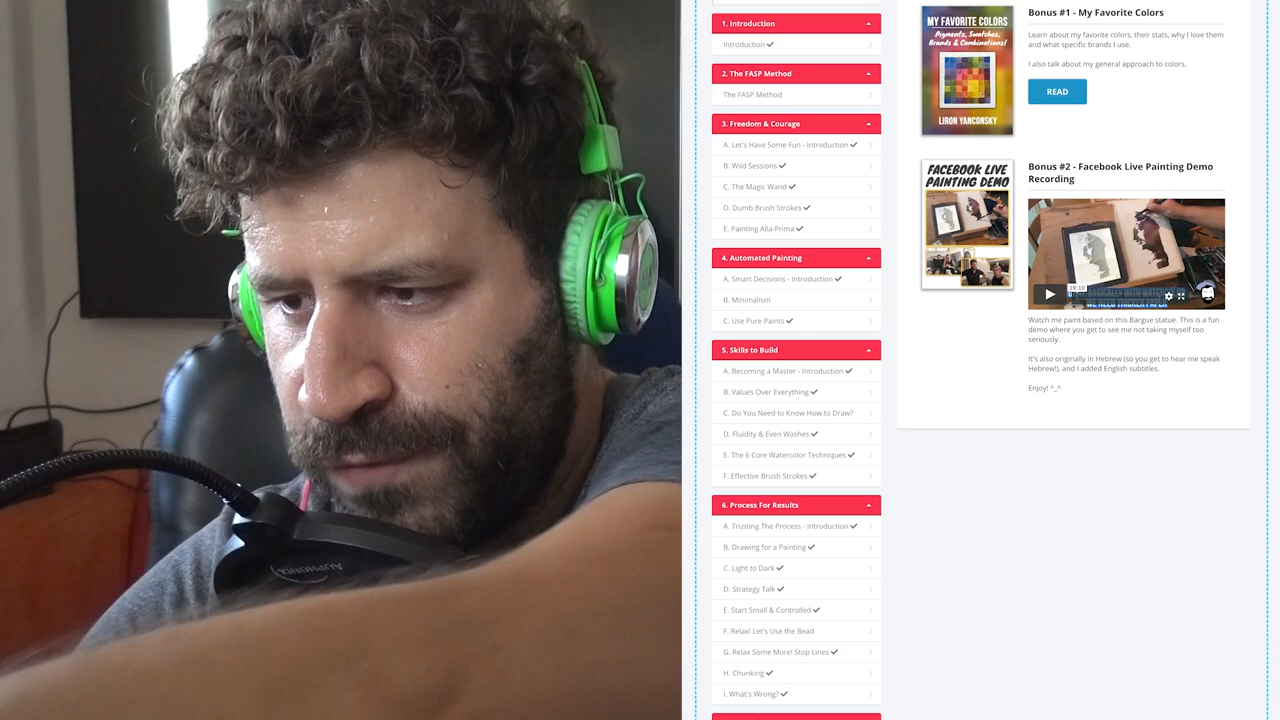 1. Introduction
Introduction ✔
2. The FASP Method
The FASP Method
3. Freedom & Courage
A. Let's Have Some Fun - Introduction ✔
B. Wild Sessions ✔
C. The Magic Wand ✔
D. Dumb Brush Strokes ✔
E. Painting Alla-Prima ✔
4. Automated Painting
A. Smart Decisions - Introduction ✔
B. Minimalism
C. Use Pure Paints ✔
5. Skills to Build
A. Becoming a Master - Introduction ✔
B. Values Over Everything ✔
C. Do You Need to Know How to Draw?
D. Fluidity & Even Washes ✔
E. The 6 Core Watercolor Techniques ✔
F. Effective Brush Strokes ✔
6. Process For Results
A. Trusting The Process - Introduction ✔
B. Drawing for a Painting ✔
C. Light to Dark ✔
D. Strategy Talk ✔
E. Start Small & Controlled ✔
F. Relax! Let's Use the Bead
G. Relax Some More! Stop Lines ✔
H. Chunking ✔
I. What's Wrong? ✔
MY FAVORITE COLORS
Pigments, Swatches,
Brands & Combinations!
LIRON YANCONSKY
Bonus #1 - My Favorite Colors
Learn about my favorite colors, their stats, why I love them
and what specific brands I use.
I also talk about my general approach to colors.
READ
FACEBOOK LIVE
PAINTING DEMO
Bonus #2 - Facebook Live Painting Demo
Recording
19:10
BASICALLY WITH WATERCOLOR
WE NEED THICKER PAPER
Watch me paint based on this Bargue statue. This is a fun
demo where you get to see me not taking myself too
seriously.
It's also originally in Hebrew (so you get to hear me speak
Hebrew!), and I added English subtitles.
Enjoy! ^_^